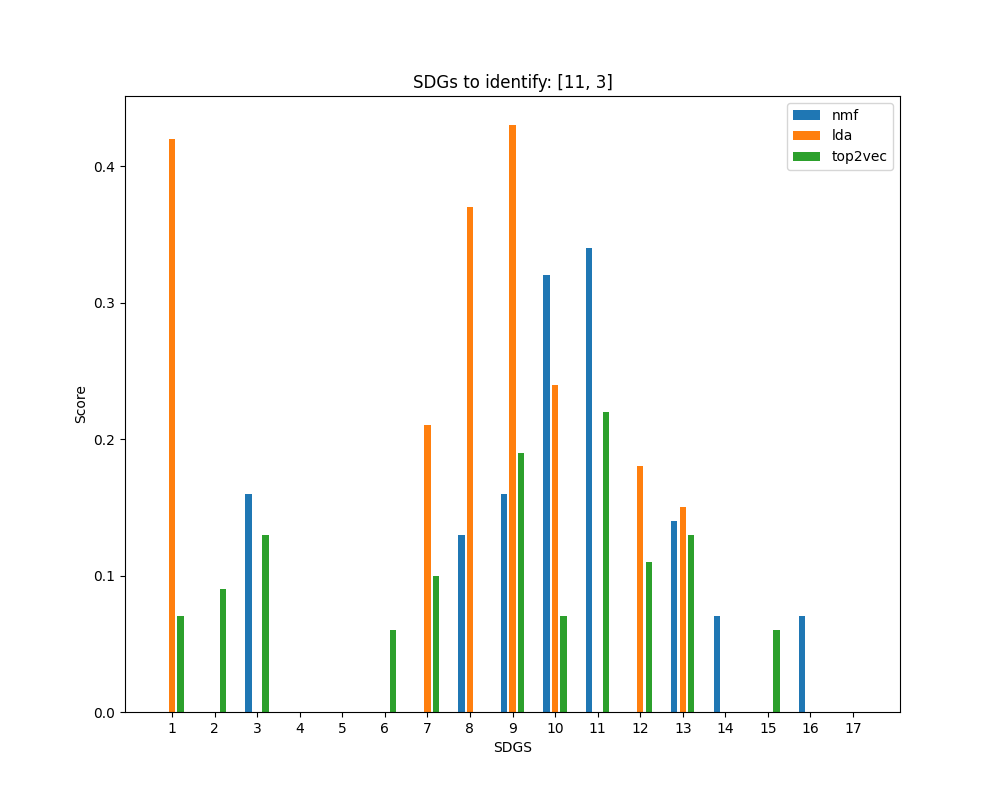 SDGs to identify: [11, 3]
nmf
lda
top2vec
0.4
0.3
0.2
0.1
0.0
Score
1 2 3 4 5 6 7 8 9 10 11 12 13 14 15 16 17
SDGS